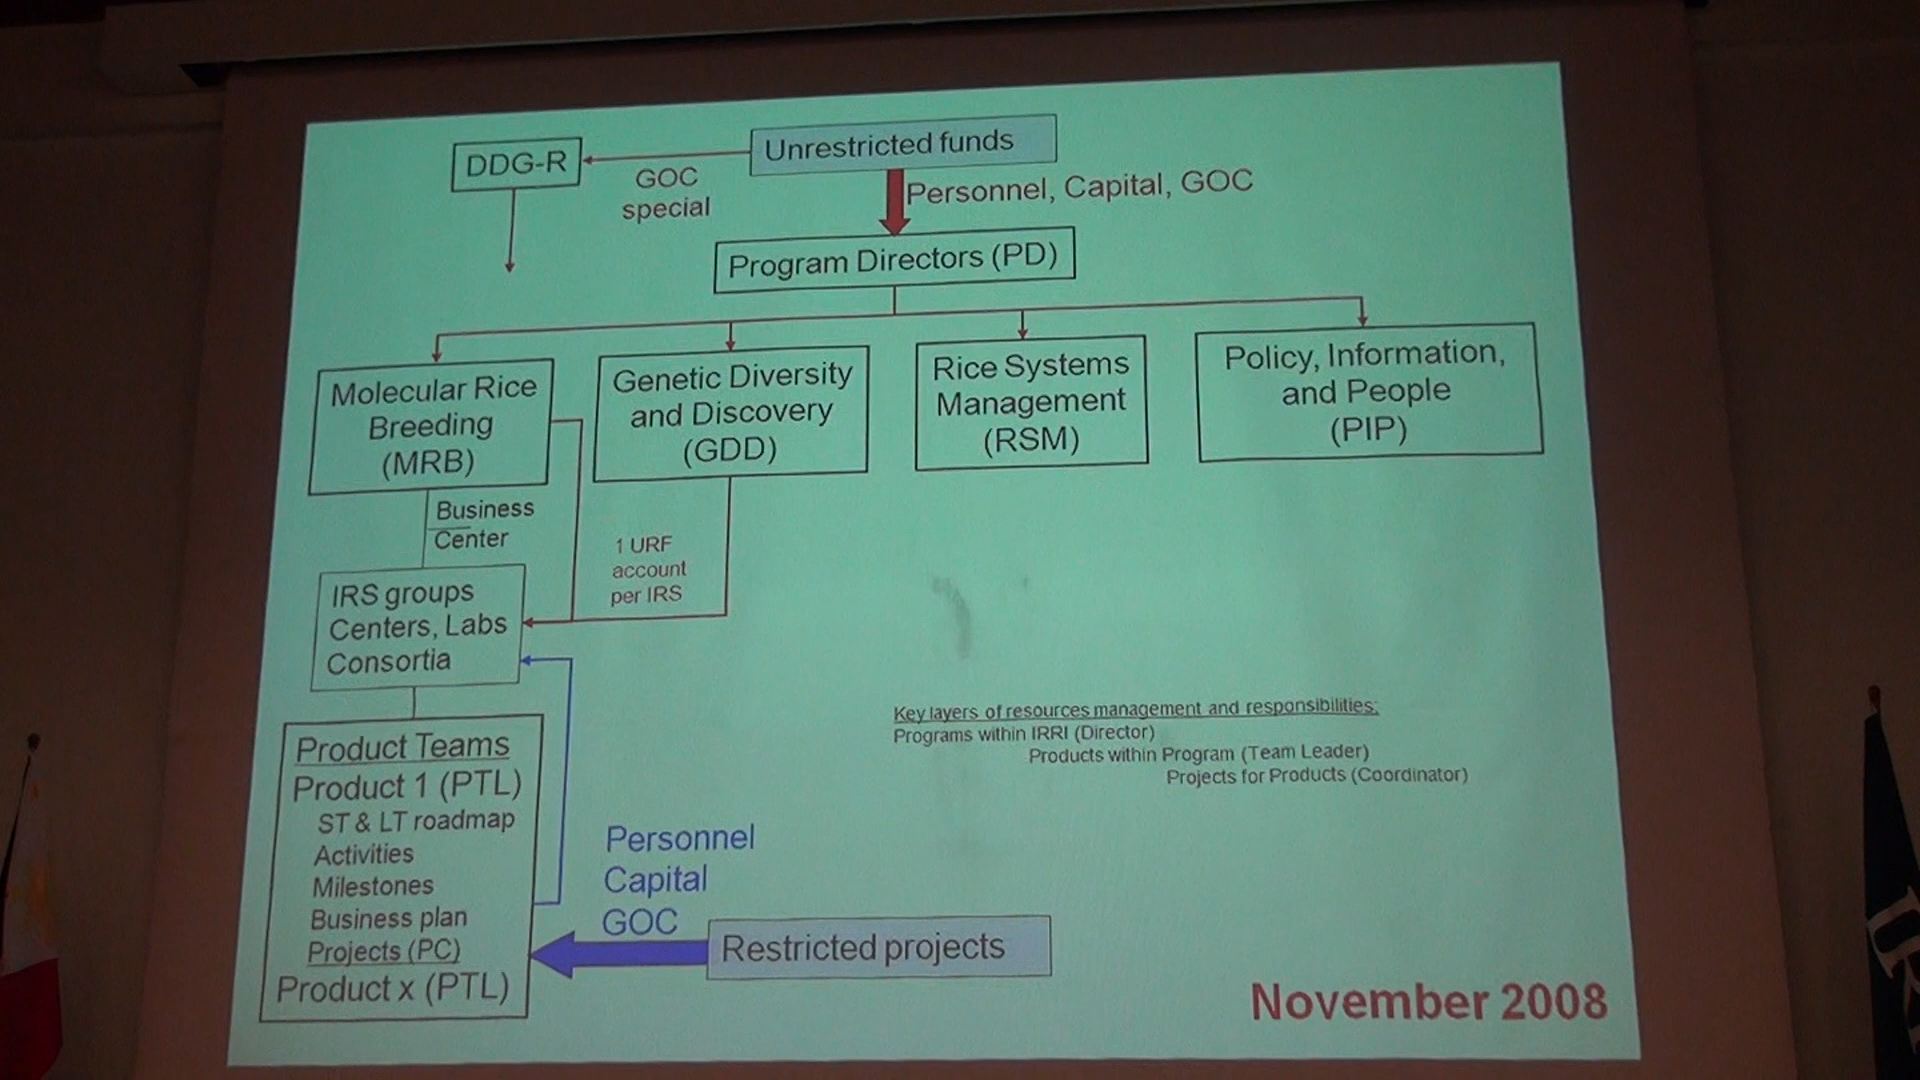 Unrestricted funds
DDG-R
GOC
special
Personnel, Capital, GOC
Program Directors (PD)
Molecular Rice
Breeding
(MRB)
Genetic Diversity
and Discovery
(GDD)
Rice Systems
Management
(RSM)
Policy, Information,
and People
(PIP)
Business
Center
1 URF
account
per IRS
IRS groups
Centers, Labs
Consortia
Key layers of resources management and responsibilities:
Programs within IRRI (Director)
Products within Program (Team Leader)
Projects for Products (Coordinator)
Product Teams
Product 1 (PTL)
ST & LT roadmap
Activities
Milestones
Business plan
Projects (PC)
Product x (PTL)
Personnel
Capital
GOC
Restricted projects
November 2008